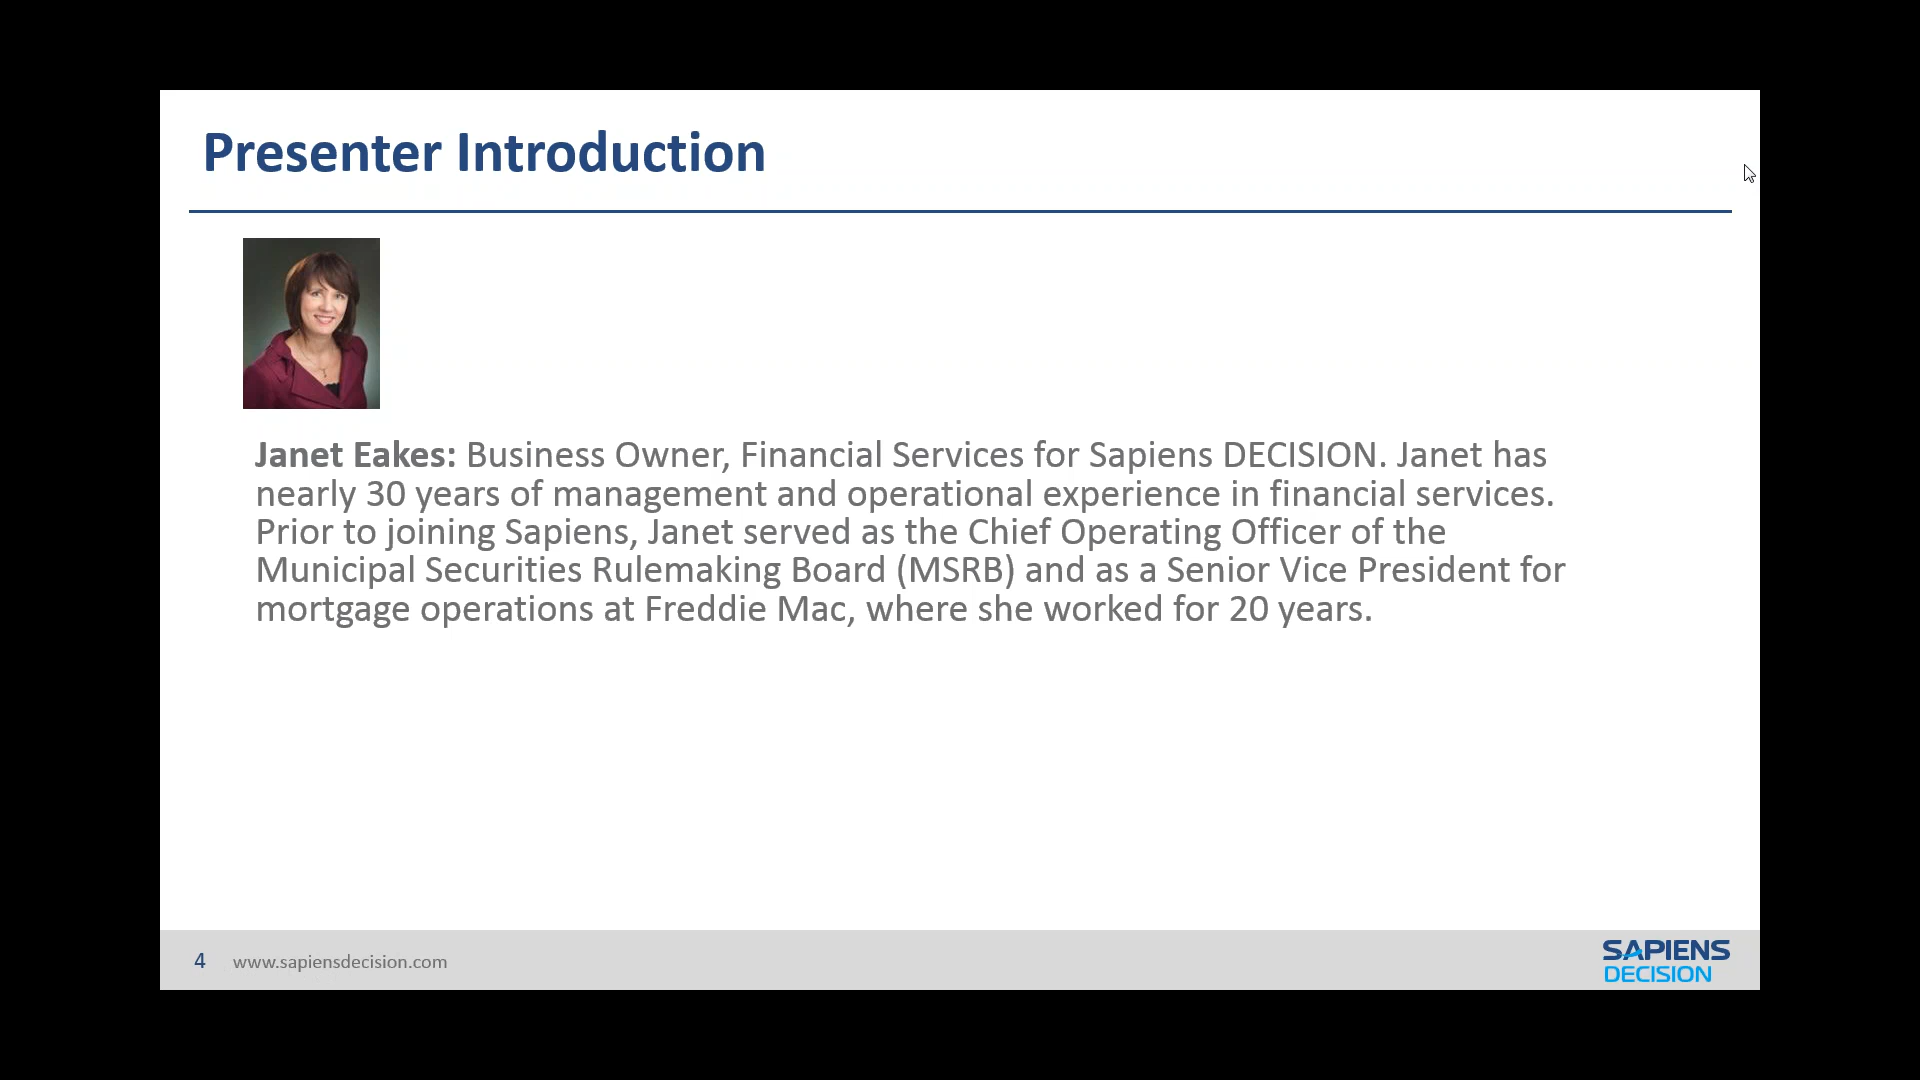 Presenter Introduction
Janet Eakes: Business Owner, Financial Services for Sapiens DECISION. Janet has
nearly 30 years of management and operational experience in financial services.
Prior to joining Sapiens, Janet served as the Chief Operating Officer of the
Municipal Securities Rulemaking Board (MSRB) and as a Senior Vice President for
mortgage operations at Freddie Mac, where she worked for 20 years.
4 www.sapiensdecision.com
SAPIENS
DECISION